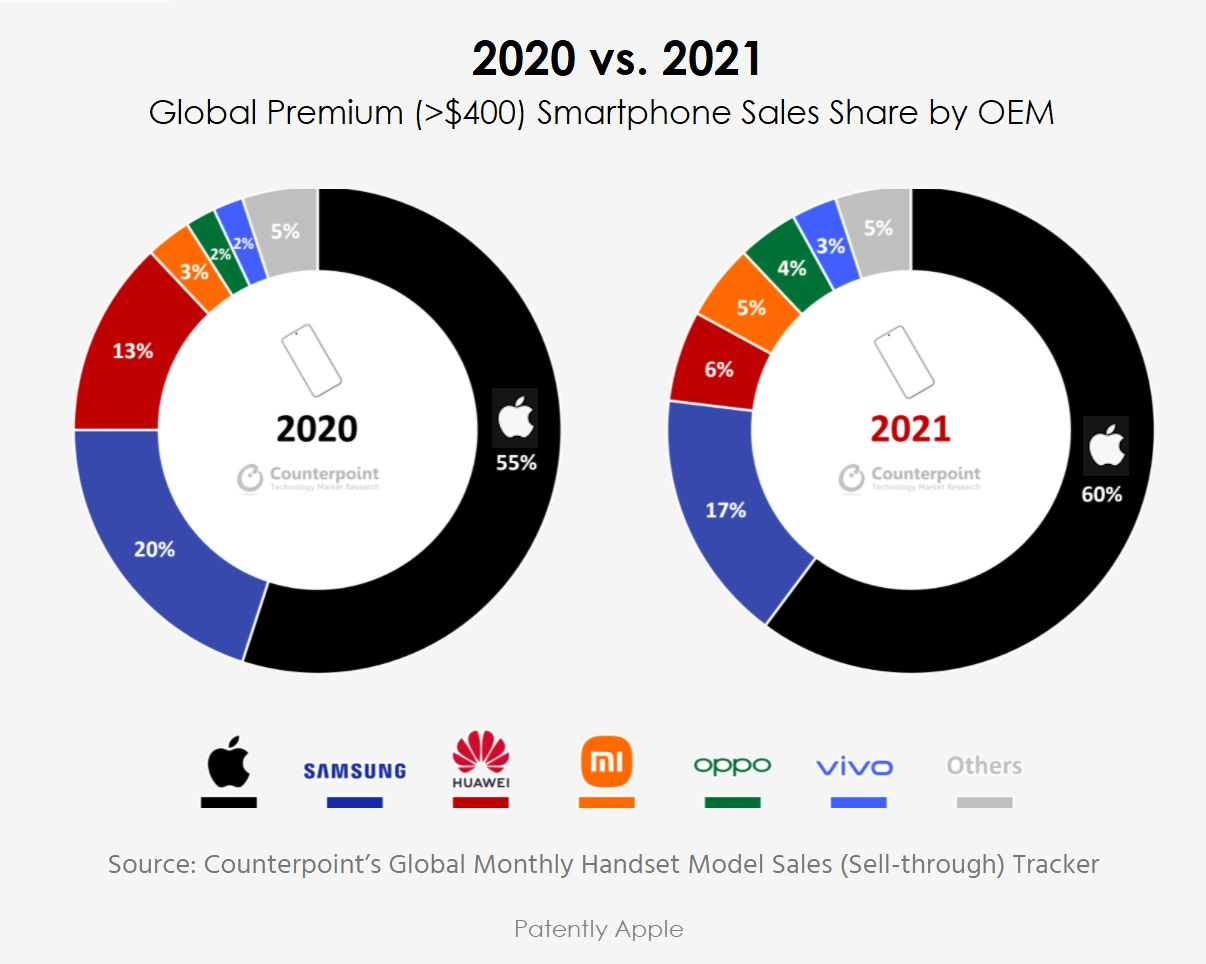 2020 vs. 2021
Global Premium (>$400) Smartphone Sales Share by OEM
5%
2%
2%
3%
13%
20%
55%
2020
Counterpoint
Technology Market Research
5%
3%
4%
5%
6%
17%
60%
2021
Counterpoint
Technology Market Research
SAMSUNG
HUAWEI
mi
oppo
vivo
Others
Source: Counterpoint’s Global Monthly Handset Model Sales (Sell-through) Tracker
Patently Apple